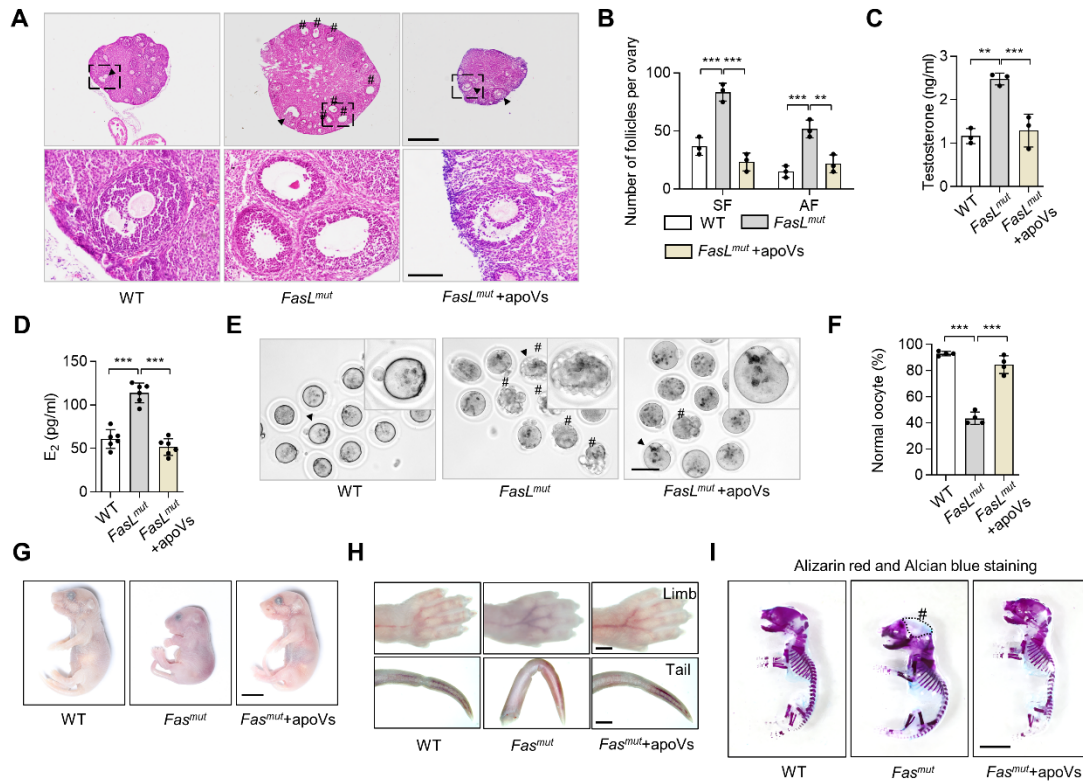 A
# # #
#
# #
#
WT
FasL^mut
FasL^mut +apoVs
B
Number of follicles per ovary
100
50
0
*** ***
*** **
SF AF
WT FasL^mut
FasL^mut +apoVs
C
Testosterone (ng/ml)
3
2
1
0
** ***
WT
FasL^mut
FasL^mut
+apoVs
D
E2 (pg/ml)
150
100
50
0
*** ***
WT
FasL^mut
FasL^mut
+apoVs
E
#
#
#
#
#
#
#
WT
FasL^mut
FasL^mut +apoVs
F
Normal oocyte (%)
100
80
60
40
20
0
*** ***
WT
FasL^mut
FasL^mut
+apoVs
G
WT
Fas^mut
Fas^mut+apoVs
H
Limb
Tail
WT
Fas^mut
Fas^mut+apoVs
I
Alizarin red and Alcian blue staining
#
WT
Fas^mut
Fas^mut+apoVs